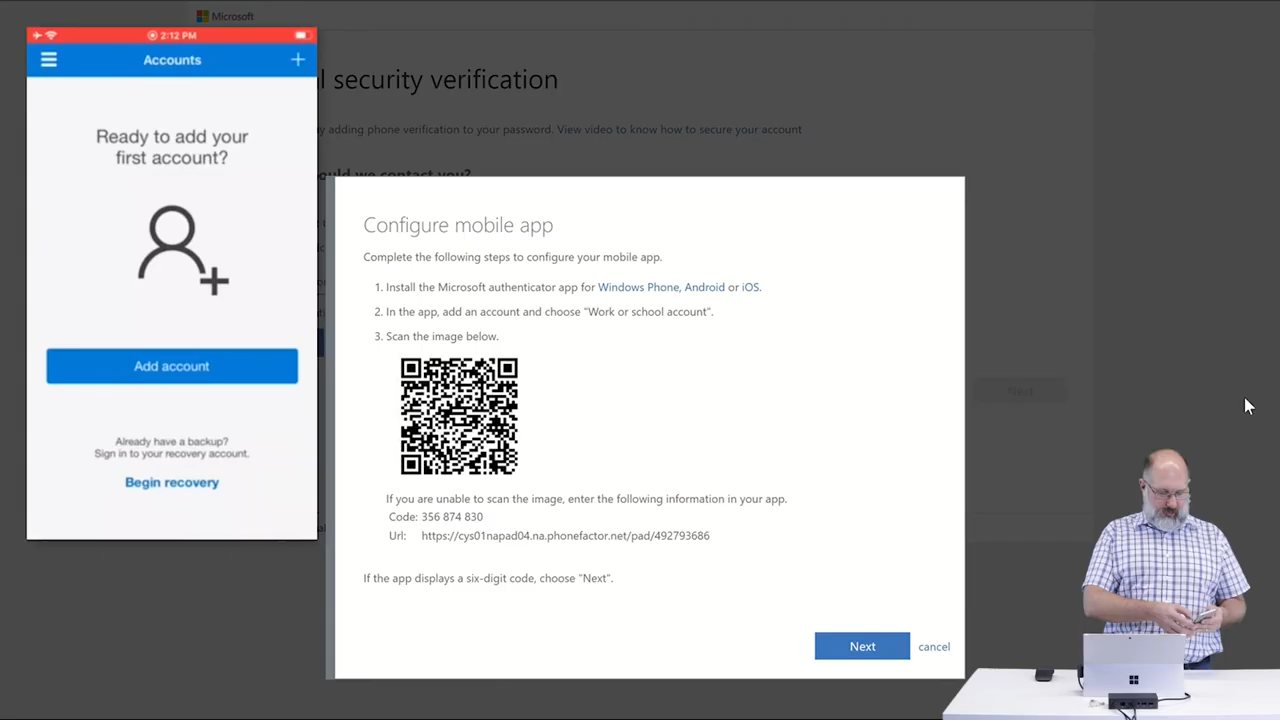 Microsoft
2:12 PM
Accounts
Ready to add your
first account?
Add account
Already have a backup?
Sign in to your recovery account.
Begin recovery
l security verification
y adding phone verification to your password. View video to know how to secure your account
ould we contact you?
Configure mobile app
Complete the following steps to configure your mobile app.
1. Install the Microsoft authenticator app for Windows Phone, Android or iOS.
2. In the app, add an account and choose "Work or school account".
3. Scan the image below.
If you are unable to scan the image, enter the following information in your app.
Code: 356 874 830
Url: https://cys01napad04.na.phonefactor.net/pad/492793686
If the app displays a six-digit code, choose "Next".
Next
cancel
Next